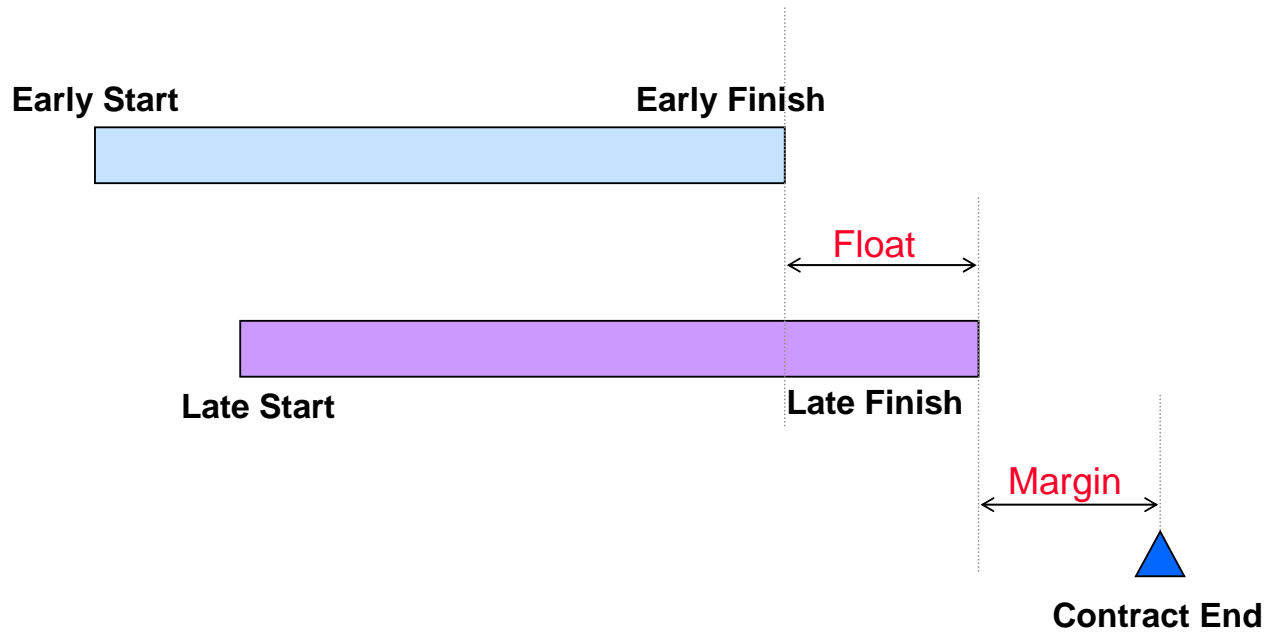 Early Start
Early Finish
Float
Late Start
Late Finish
Margin
Contract End